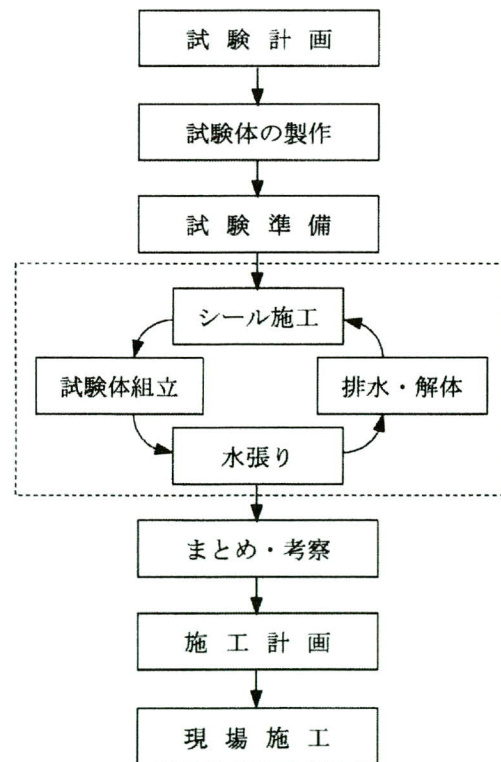 試験計画
試験体の製作
試験準備
シール施工
試験体組立
排水・解体
水張り
まとめ・考察
施工計画
現場施工